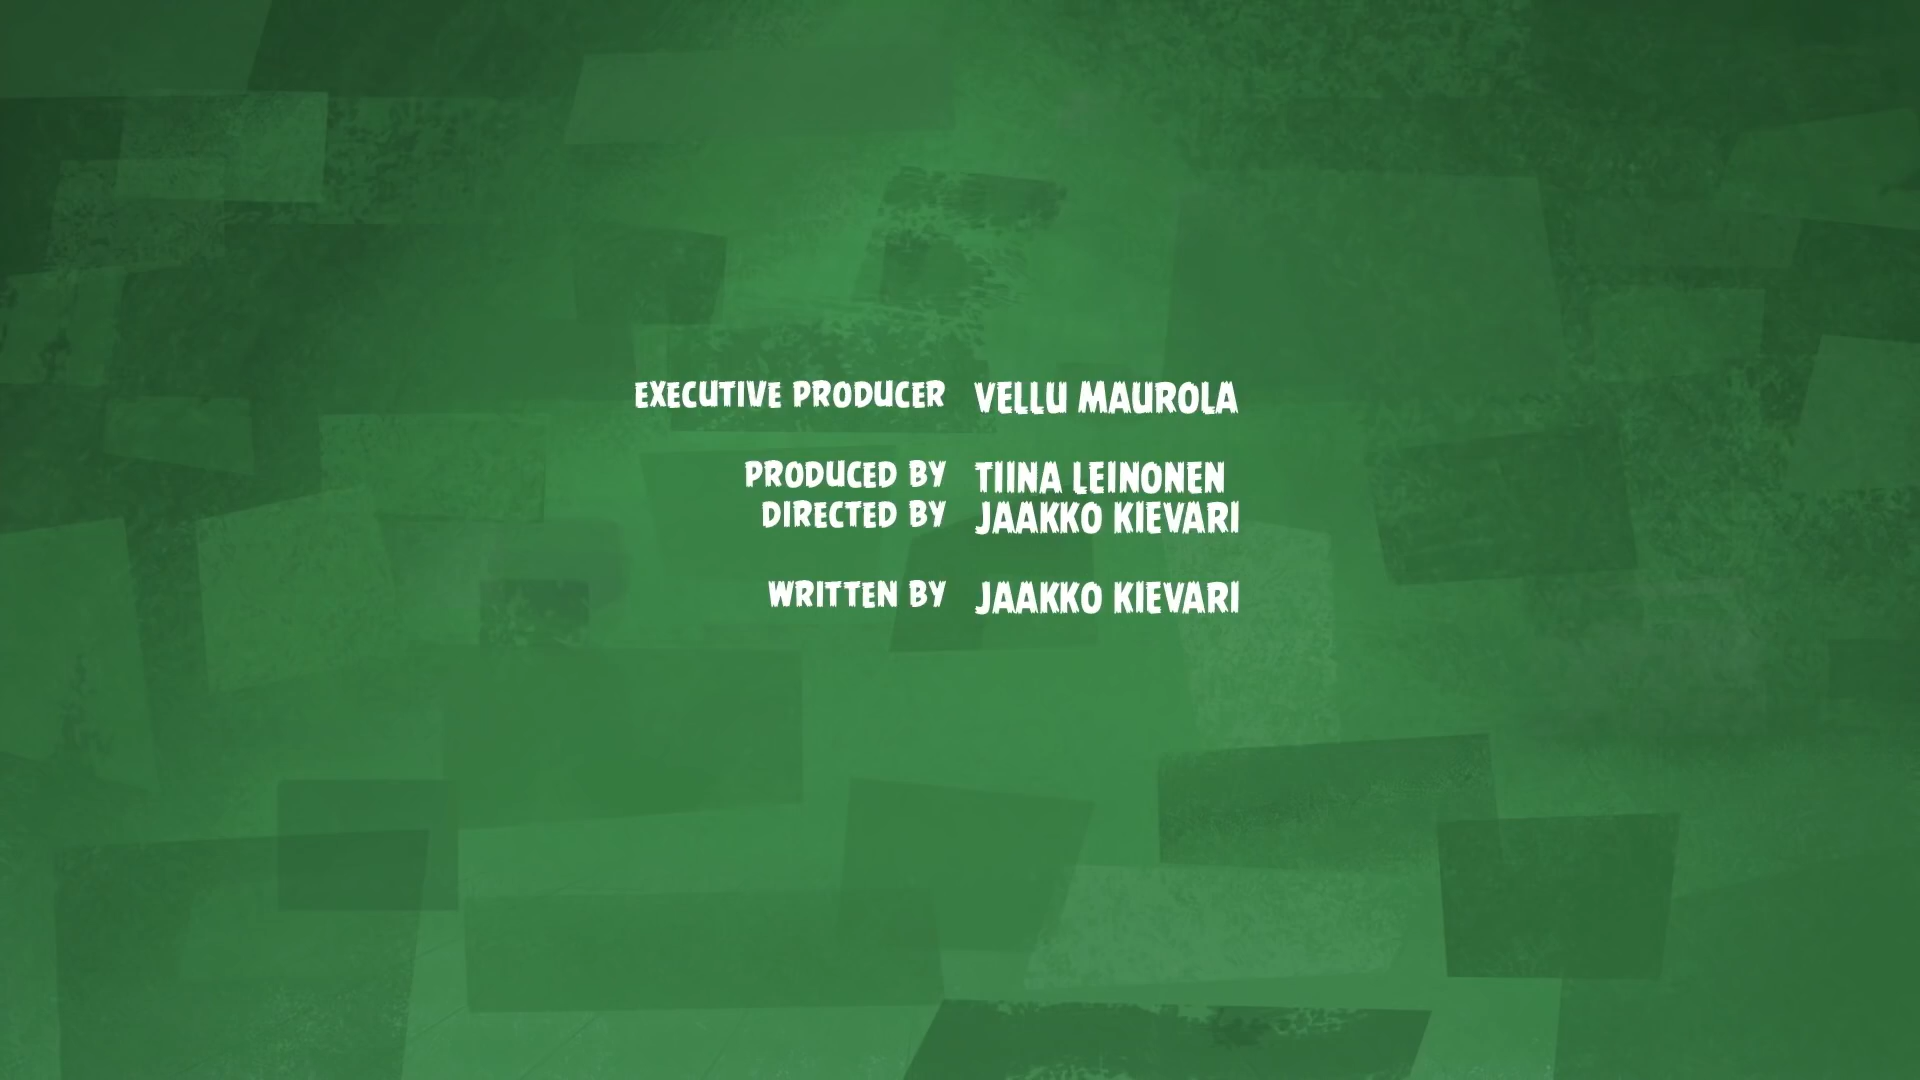 EXECUTIVE PRODUCER VELLU MAUROLA
PRODUCED BY TIINA LEINONEN
DIRECTED BY JAAKKO KIEVARI
WRITTEN BY JAAKKO KIEVARI